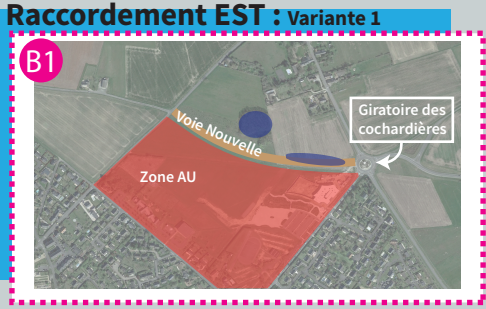 Raccordement EST : Variante 1
B1
Giratoire des
cochardières
Voie Nouvelle
Zone AU